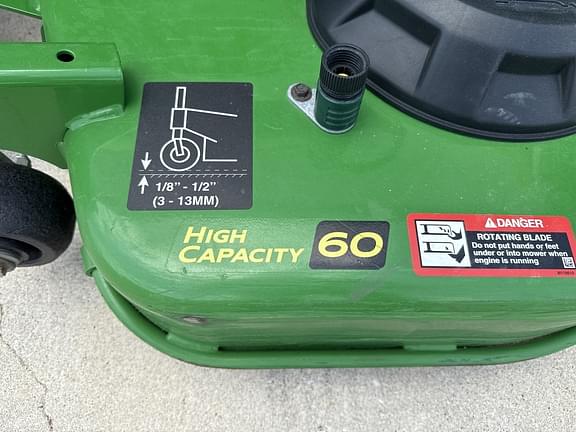 1/8" - 1/2"
(3 - 13MM)
HIGH
CAPACITY
60
DANGER
ROTATING BLADE
Do not put hands or feet
under or into mower when
engine is running